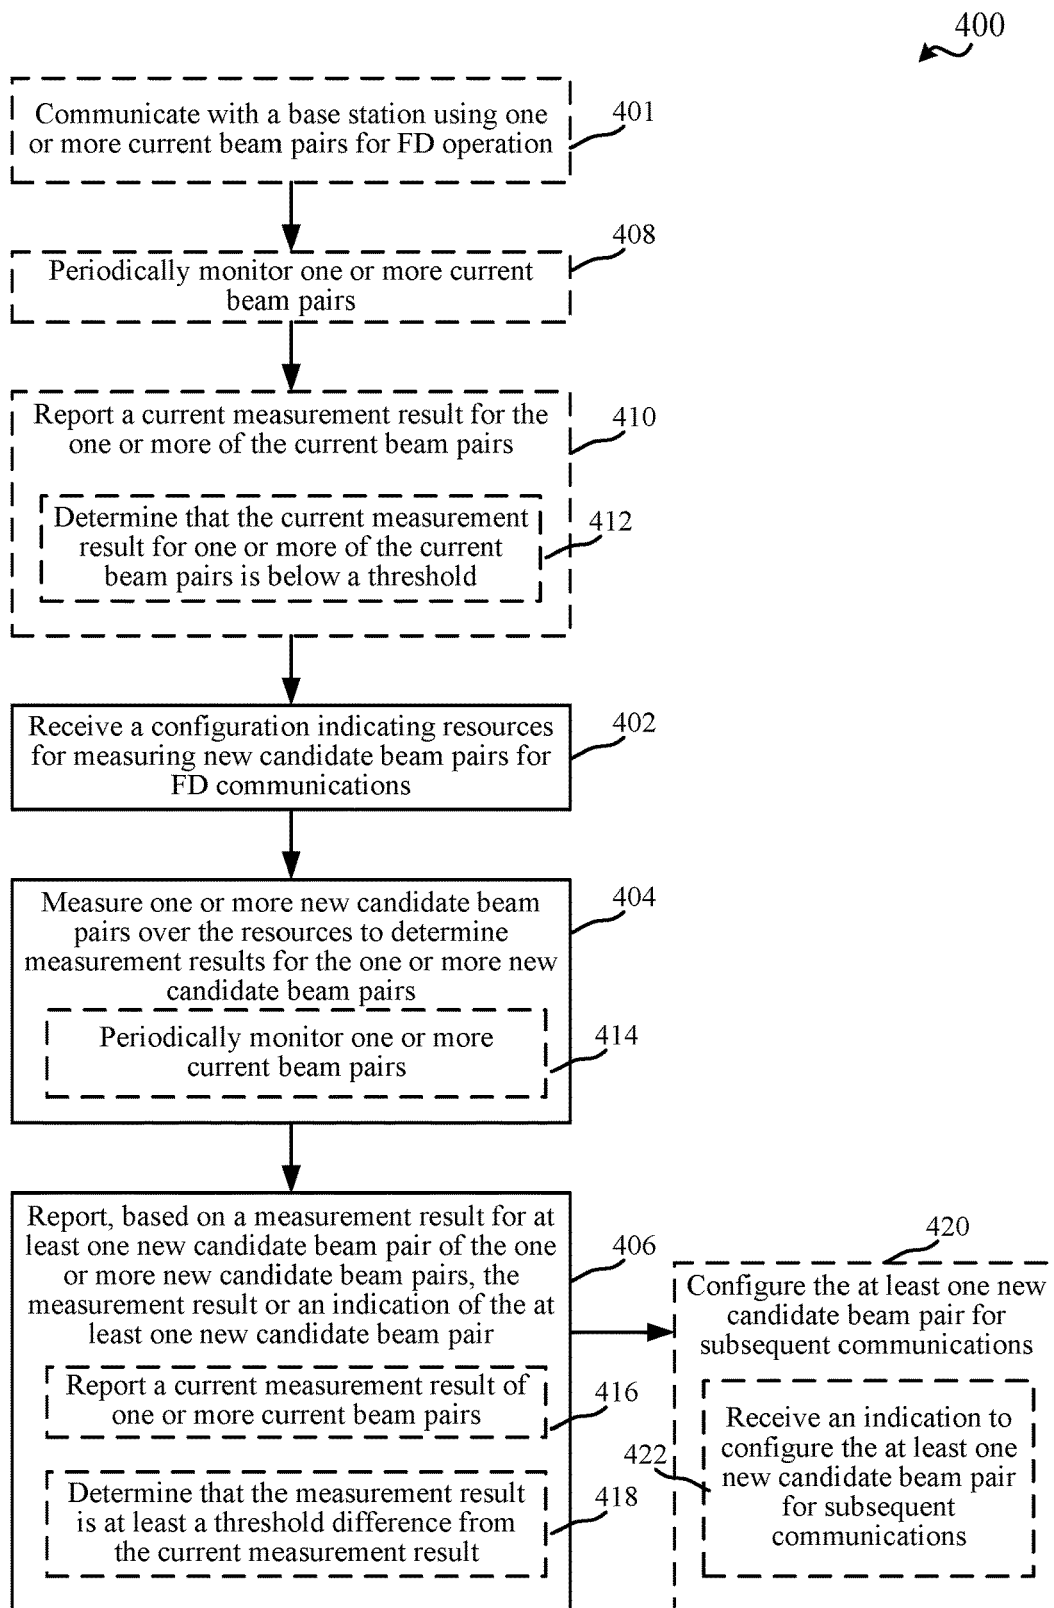 400
Communicate with a base station using one
or more current beam pairs for FD operation
401
408
Periodically monitor one or more current
beam pairs
Report a current measurement result for the
one or more of the current beam pairs
410
Determine that the current measurement
result for one or more of the current
beam pairs is below a threshold
412
Receive a configuration indicating resources
for measuring new candidate beam pairs for
FD communications
402
Measure one or more new candidate beam
pairs over the resources to determine
measurement results for the one or more new
candidate beam pairs
404
Periodically monitor one or more
current beam pairs
414
Report, based on a measurement result for at
least one new candidate beam pair of the one
or more new candidate beam pairs, the
measurement result or an indication of the at
least one new candidate beam pair
406
Report a current measurement result of
one or more current beam pairs
416
Determine that the measurement result
is at least a threshold difference from
the current measurement result
418
420
Configure the at least one new
candidate beam pair for
subsequent communications
Receive an indication to
configure the at least one
new candidate beam pair
for subsequent
communications
422